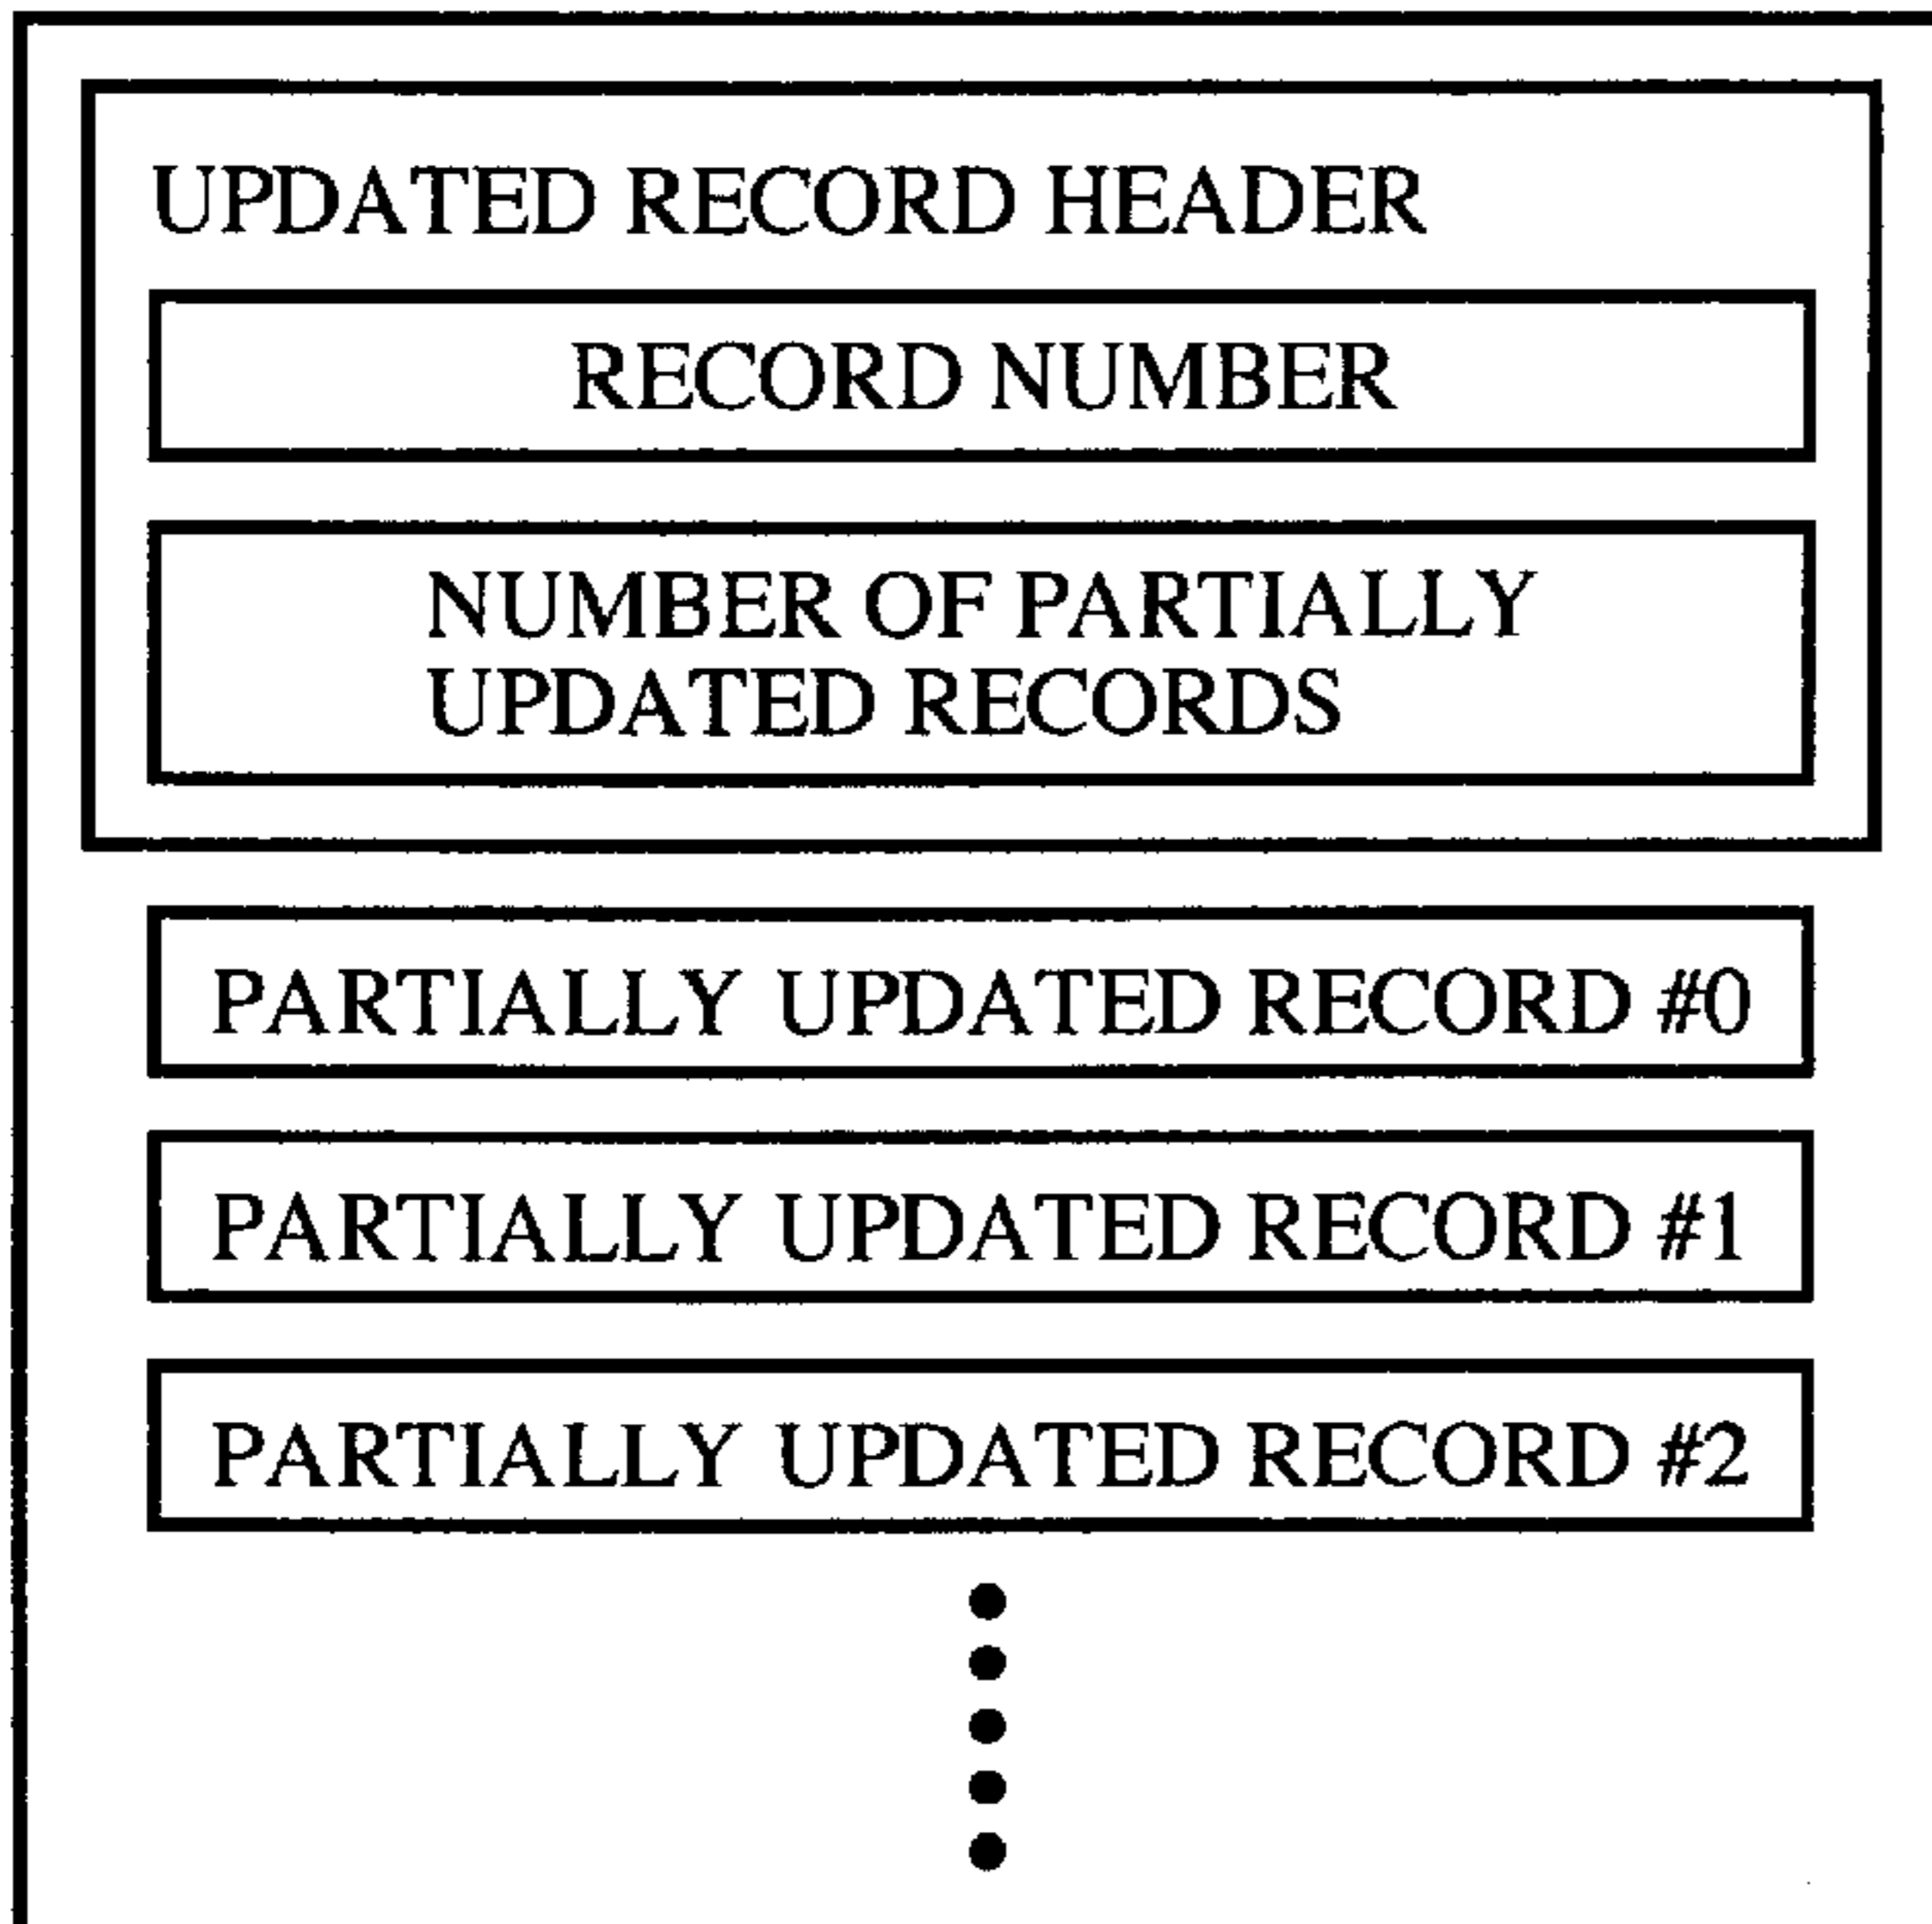 UPDATED RECORD HEADER
RECORD NUMBER
NUMBER OF PARTIALLY
UPDATED RECORDS
PARTIALLY UPDATED RECORD #0
PARTIALLY UPDATED RECORD #1
PARTIALLY UPDATED RECORD #2